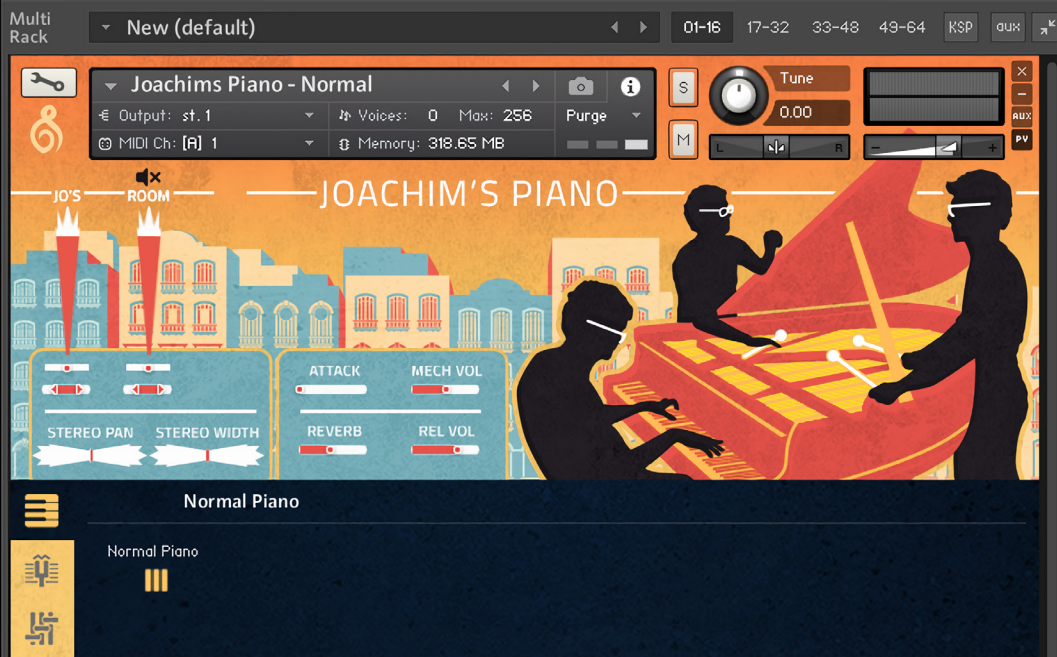 Multi
Rack
New (default)
01-16 17-32 33-48 49-64 KSP aux
Joachims Piano - Normal
i
S
Tune
×
Output: st.1
Voices: 0 Max: 256
Purge
0.00
AUX
MIDI Ch: [A] 1
Memory: 318.65 MB
M
L R
- +
PV
JO'S
ROOM
JOACHIM'S PIANO
ATTACK
MECH VOL
STEREO PAN
STEREO WIDTH
REVERB
REL VOL
Normal Piano
Normal Piano